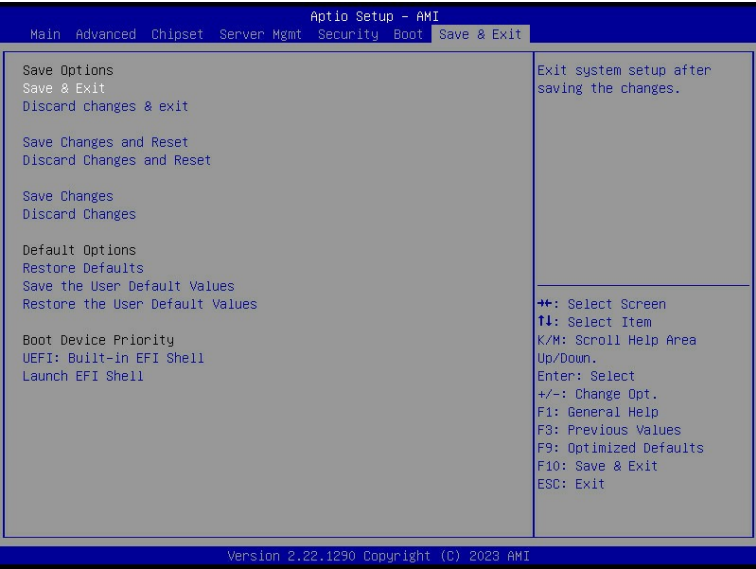 Aptio Setup – AMI
Main Advanced Chipset Server Mgmt Security Boot Save & Exit
Save Options
Save & Exit
Discard changes & exit
Save Changes and Reset
Discard Changes and Reset
Save Changes
Discard Changes
Default Options
Restore Defaults
Save the User Default Values
Restore the User Default Values
Boot Device Priority
UEFI: Built-in EFI Shell
Launch EFI Shell
Exit system setup after
saving the changes.
→←: Select Screen
↑↓: Select Item
K/M: Scroll Help Area
Up/Down.
Enter: Select
+/-: Change Opt.
F1: General Help
F3: Previous Values
F9: Optimized Defaults
F10: Save & Exit
ESC: Exit
Version 2.22.1290 Copyright (C) 2023 AMI